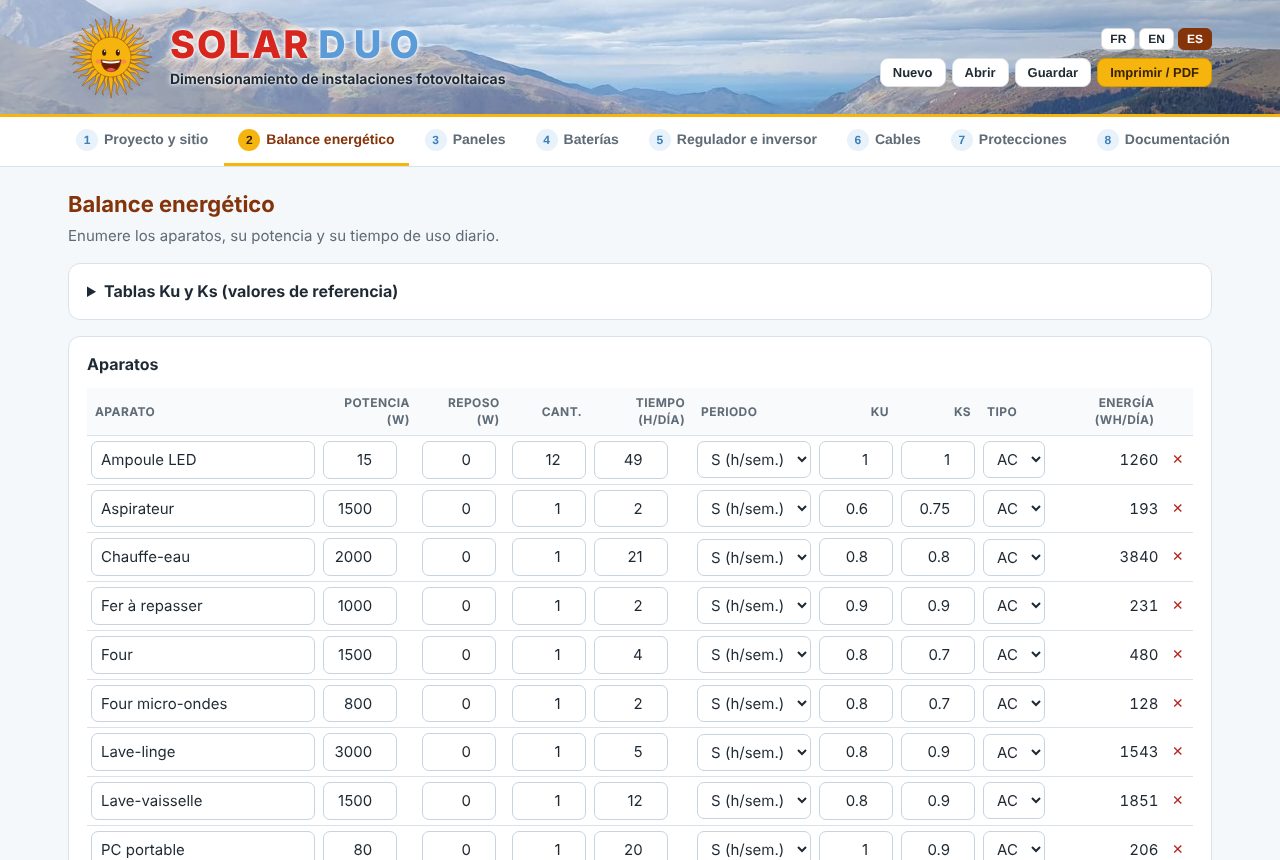 SOLAR DUO
Dimensionamiento de instalaciones fotovoltaicas
FR EN ES
Nuevo Abrir Guardar Imprimir / PDF
1 Proyecto y sitio 2 Balance energético 3 Paneles 4 Baterías 5 Regulador e inversor 6 Cables 7 Protecciones 8 Documentación
Balance energético
Enumere los aparatos, su potencia y su tiempo de uso diario.
Tablas Ku y Ks (valores de referencia)
Aparatos
APARATO POTENCIA (W) REPOSO (W) CANT. TIEMPO (H/DÍA) PERIODO KU KS TIPO ENERGÍA (WH/DÍA)
Ampoule LED 15 0 12 49 S (h/sem.) 1 1 AC 1260 ×
Aspirateur 1500 0 1 2 S (h/sem.) 0.6 0.75 AC 193 ×
Chauffe-eau 2000 0 1 21 S (h/sem.) 0.8 0.8 AC 3840 ×
Fer à repasser 1000 0 1 2 S (h/sem.) 0.9 0.9 AC 231 ×
Four 1500 0 1 4 S (h/sem.) 0.8 0.7 AC 480 ×
Four micro-ondes 800 0 1 2 S (h/sem.) 0.8 0.7 AC 128 ×
Lave-linge 3000 0 1 5 S (h/sem.) 0.8 0.9 AC 1543 ×
Lave-vaisselle 1500 0 1 12 S (h/sem.) 0.8 0.9 AC 1851 ×
PC portable 80 0 1 20 S (h/sem.) 1 0.9 AC 206 ×